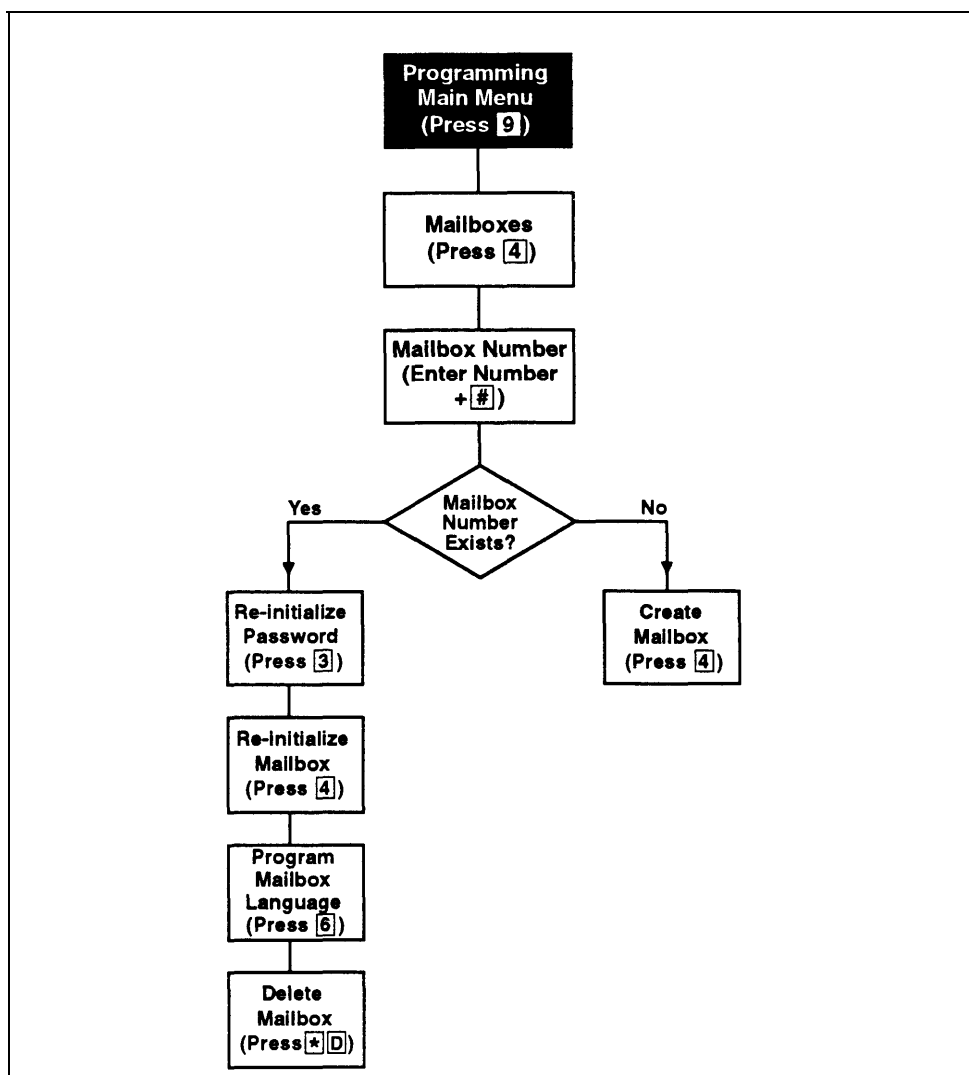 Programming
Main Menu
(Press 9)
Mailboxes
(Press 4)
Mailbox Number
(Enter Number
+ #)
Mailbox
Number
Exists?
Yes
No
Re-initialize
Password
(Press 3)
Create
Mailbox
(Press 4)
Re-initialize
Mailbox
(Press 4)
Program
Mailbox
Language
(Press 6)
Delete
Mailbox
(Press * D)